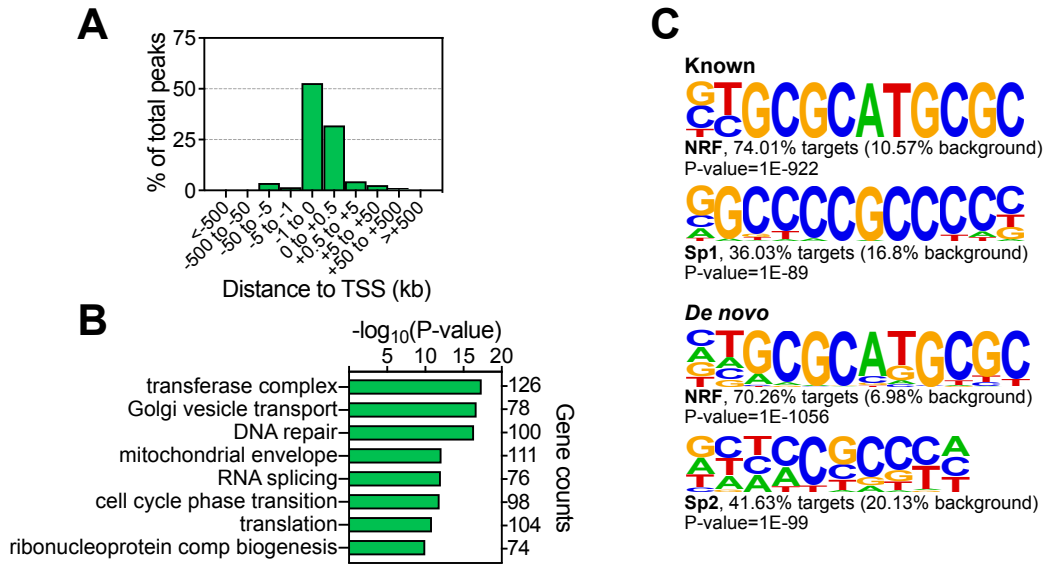 A
% of total peaks
75
50
25
0
<-500
-500 to -50
-50 to -5
-5 to -1
-1 to 0
0 to +0.5
+0.5 to +5
+5 to +50
+50 to +500
>+500
Distance to TSS (kb)
B
-log10(P-value)
5 10 15 20
transferase complex 126
Golgi vesicle transport 78
DNA repair 100
mitochondrial envelope 111
RNA splicing 76
cell cycle phase transition 98
translation 104
ribonucleoprotein comp biogenesis 74
Gene counts
C
Known
GTGCGCATGCGC
CC
T
NRF, 74.01% targets (10.57% background)
P-value=1E-922
GGCCCCGCCCCC
Sp1, 36.03% targets (16.8% background)
P-value=1E-89
De novo
CTGCGCATGCGC
NRF, 70.26% targets (6.98% background)
P-value=1E-1056
GCTCCGCCCA
Sp2, 41.63% targets (20.13% background)
P-value=1E-99